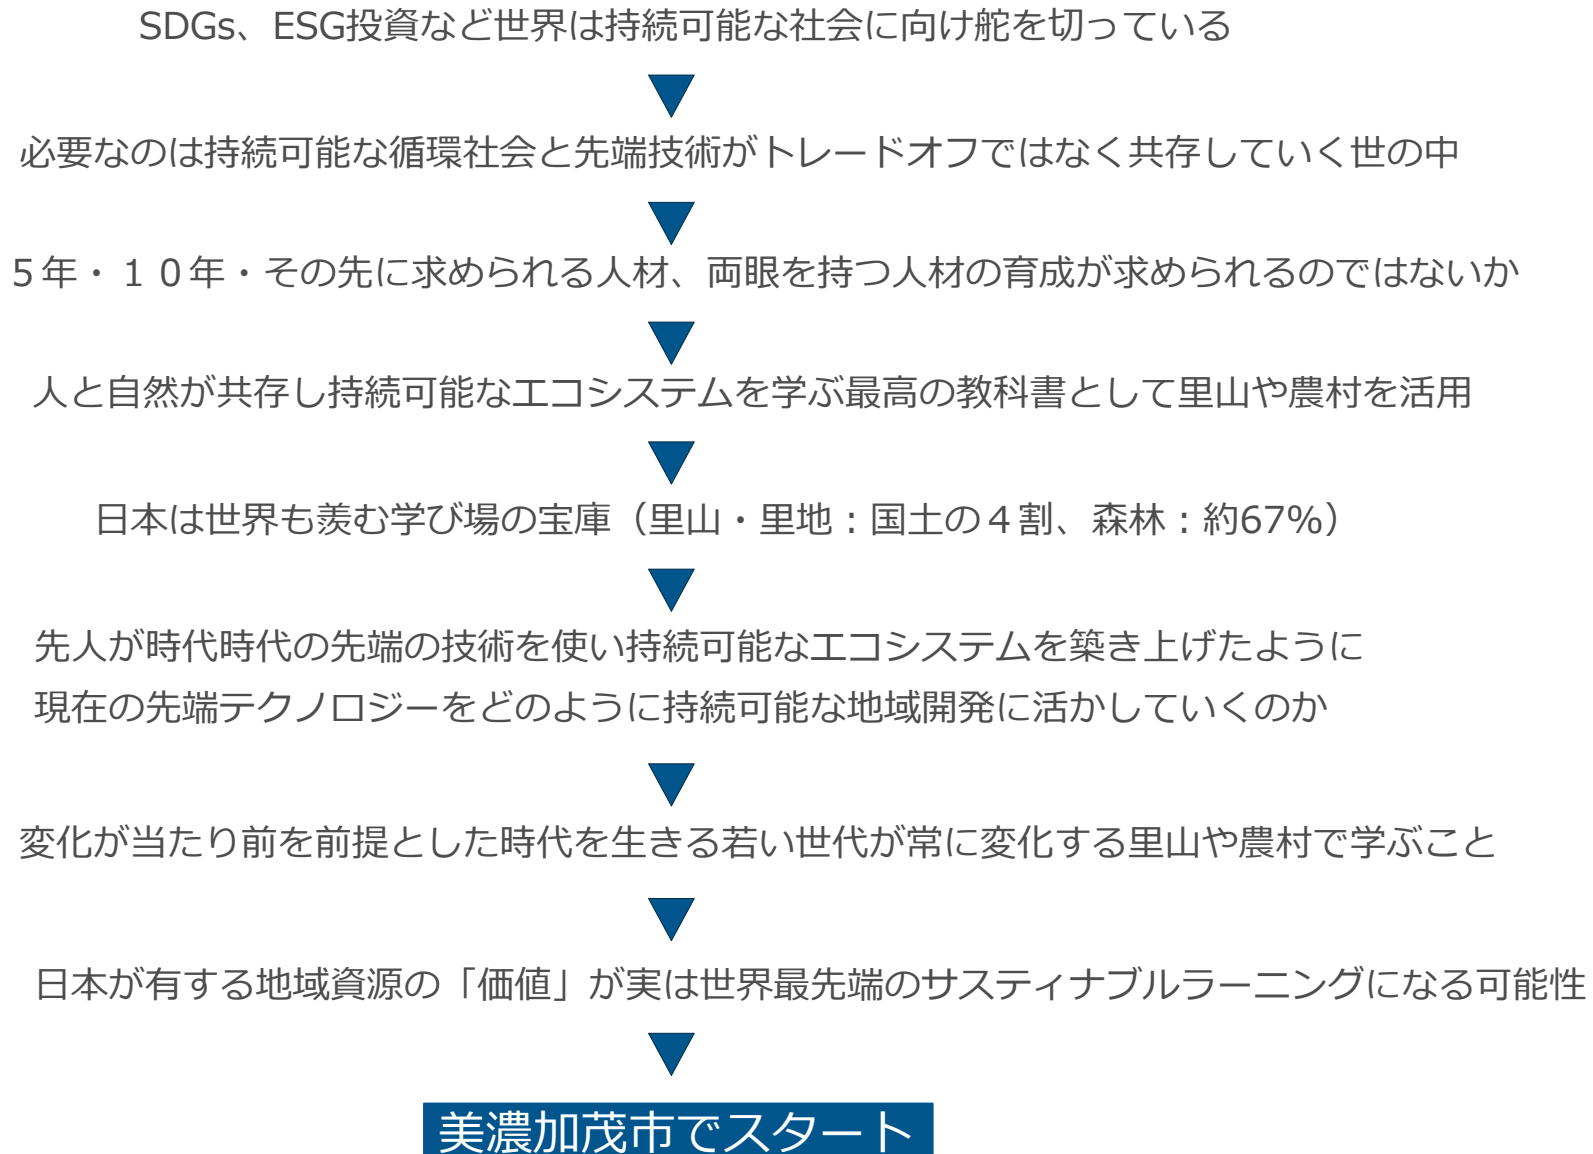 SDGs、ESG投資など世界は持続可能な社会に向け舵を切っている
必要なのは持続可能な循環社会と先端技術がトレードオフではなく共存していく世の中
５年・１０年・その先に求められる人材、両眼を持つ人材の育成が求められるのではないか
人と自然が共存し持続可能なエコシステムを学ぶ最高の教科書として里山や農村を活用
日本は世界も羨む学び場の宝庫（里山・里地：国土の４割、森林：約67%）
先人が時代時代の先端の技術を使い持続可能なエコシステムを築き上げたように
現在の先端テクノロジーをどのように持続可能な地域開発に活かしていくのか
変化が当たり前を前提とした時代を生きる若い世代が常に変化する里山や農村で学ぶこと
日本が有する地域資源の「価値」が実は世界最先端のサスティナブルラーニングになる可能性
美濃加茂市でスタート